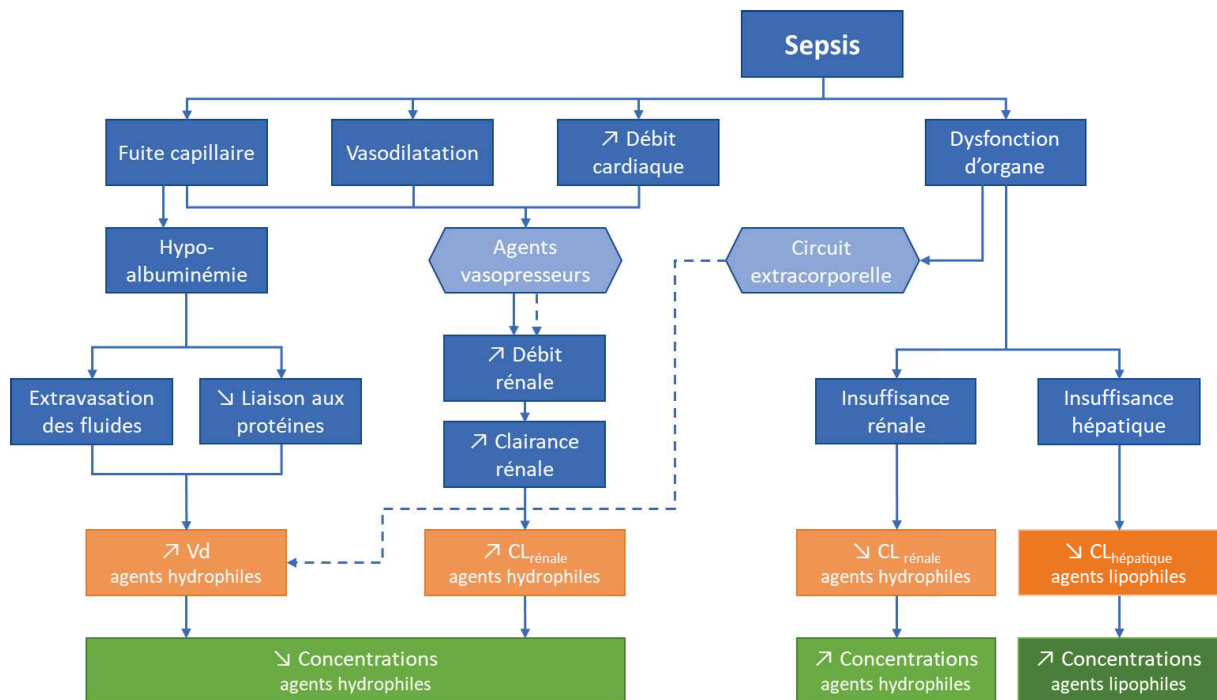 Sepsis
Fuite capillaire
Vasodilatation
↗ Débit
cardiaque
Dysfonction
d’organe
Hypo-
albuminémie
Agents
vasopresseurs
Circuit
extracorporelle
Extravasation
des fluides
↘ Liaison aux
protéines
↗ Débit
rénale
↗ Clairance
rénale
Insuffisance
rénale
Insuffisance
hépatique
↗ Vd
agents hydrophiles
↗ CLrénale
agents hydrophiles
↘ CL rénale
agents hydrophiles
↘ CLhépatique
agents lipophiles
↘ Concentrations
agents hydrophiles
↗ Concentrations
agents hydrophiles
↗ Concentrations
agents lipophiles